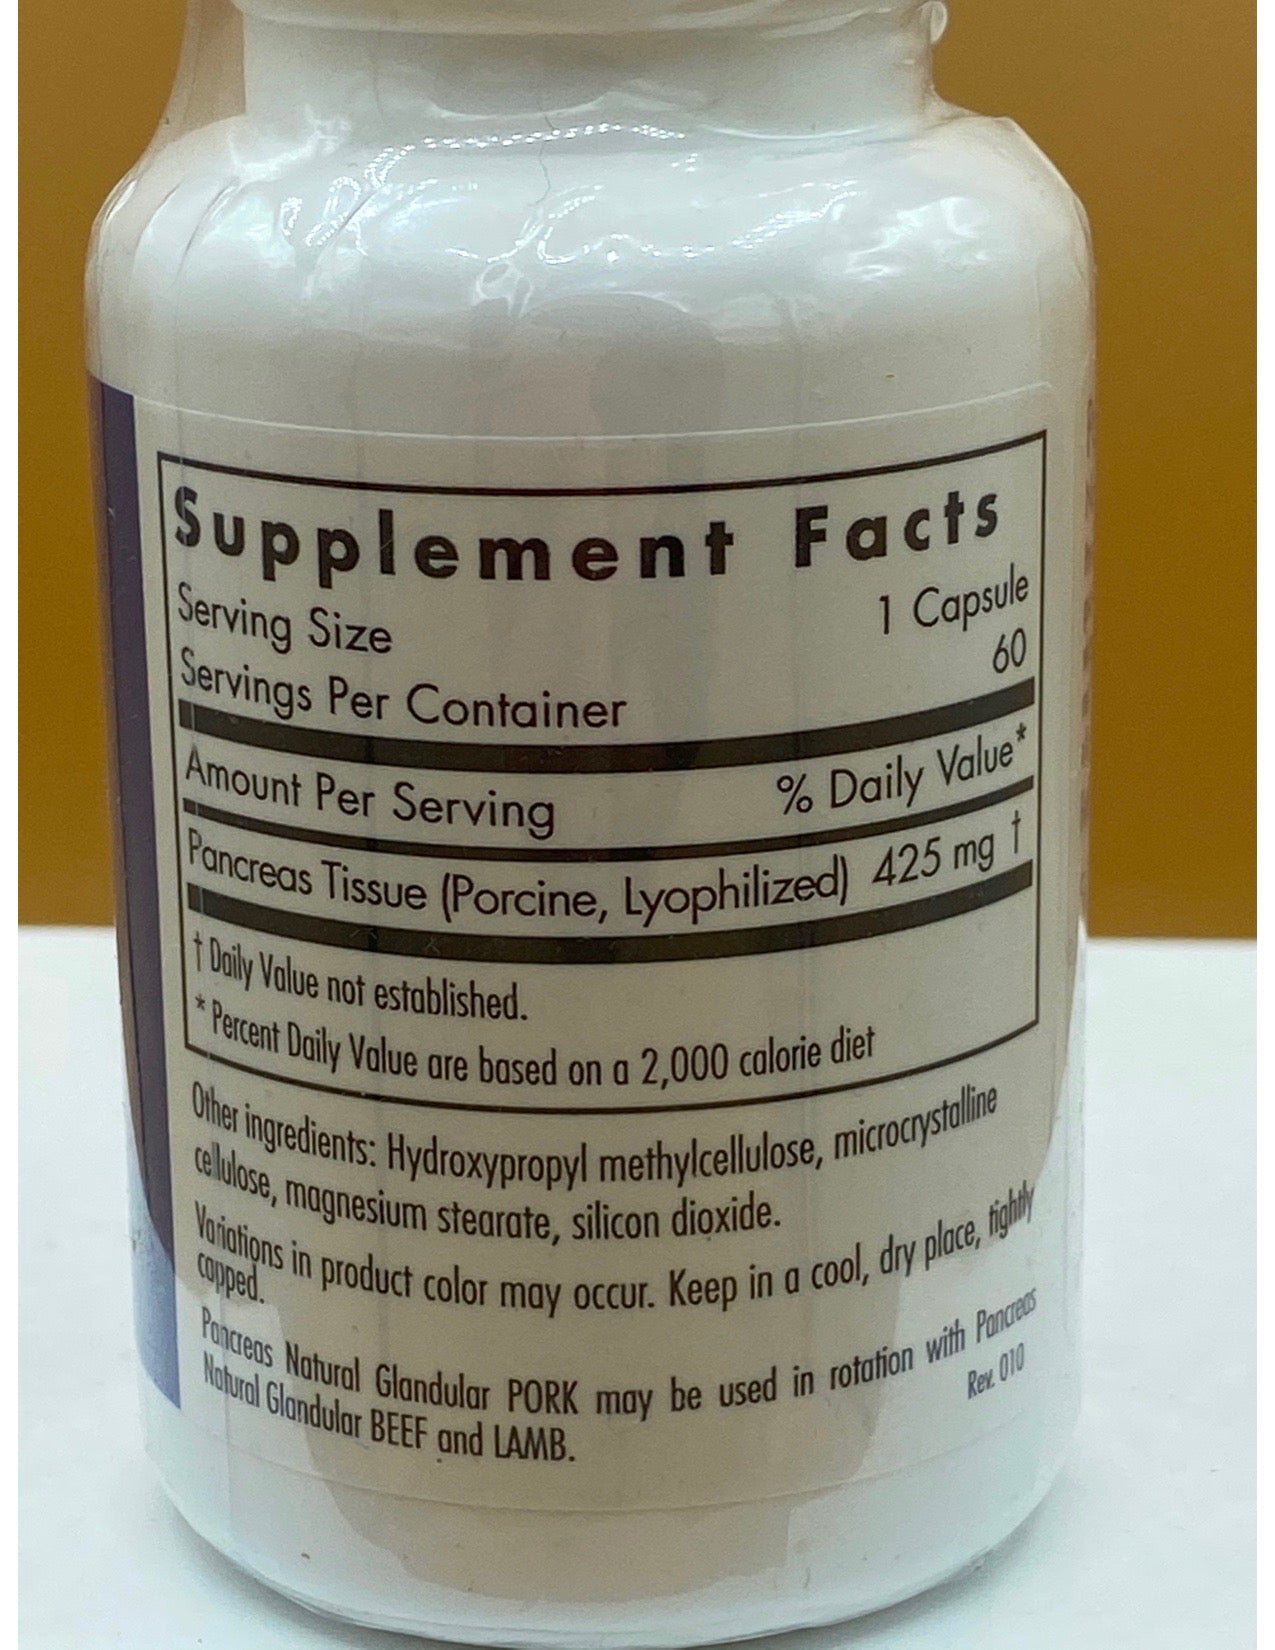 Supplement Facts
Serving Size 1 Capsule
Servings Per Container 60
Amount Per Serving % Daily Value*
Pancreas Tissue (Porcine, Lyophilized) 425 mg †
† Daily Value not established.
* Percent Daily Value are based on a 2,000 calorie diet
Other ingredients: Hydroxypropyl methylcellulose, microcrystalline
cellulose, magnesium stearate, silicon dioxide.
Variations in product color may occur. Keep in a cool, dry place, tightly
capped.
Pancreas Natural Glandular PORK may be used in rotation with Pancreas
Natural Glandular BEEF and LAMB.
Rev. 010